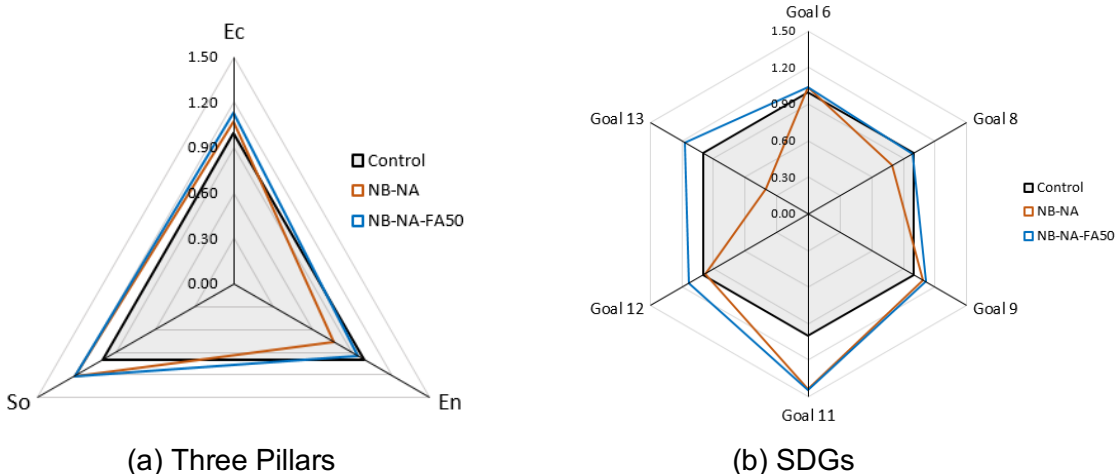 Ec
1.50
1.20
0.90
0.60
0.30
0.00
So
En
Control
NB-NA
NB-NA-FA50
(a) Three Pillars
Goal 6
1.50
1.20
0.90
0.60
0.30
0.00
Goal 13
Goal 8
Goal 12
Goal 9
Goal 11
Control
NB-NA
NB-NA-FA50
(b) SDGs